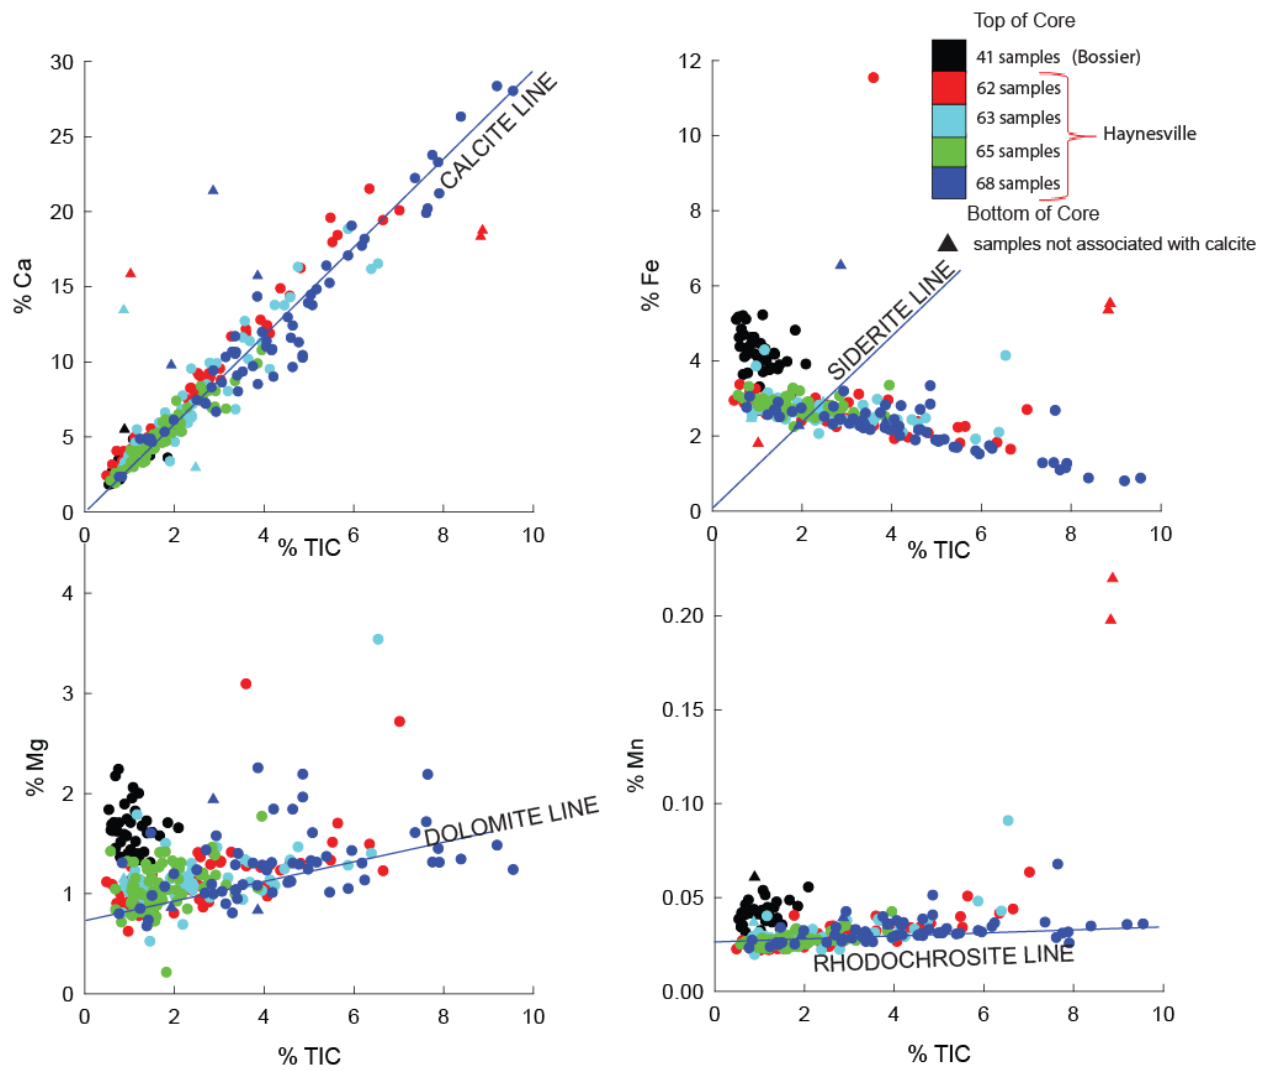 Top of Core
41 samples (Bossier)
62 samples
63 samples
Haynesville
65 samples
68 samples
Bottom of Core
samples not associated with calcite
30
25
20
15
10
5
0
% Ca
CALCITE LINE
0 2 4 6 8 10
% TIC
12
10
8
6
4
2
0
% Fe
SIDERITE LINE
0 2 4 6 8 10
% TIC
4
3
2
1
0
% Mg
DOLOMITE LINE
0 2 4 6 8 10
% TIC
0.20
0.15
0.10
0.05
0.00
% Mn
RHODOCHROSITE LINE
0 2 4 6 8 10
% TIC